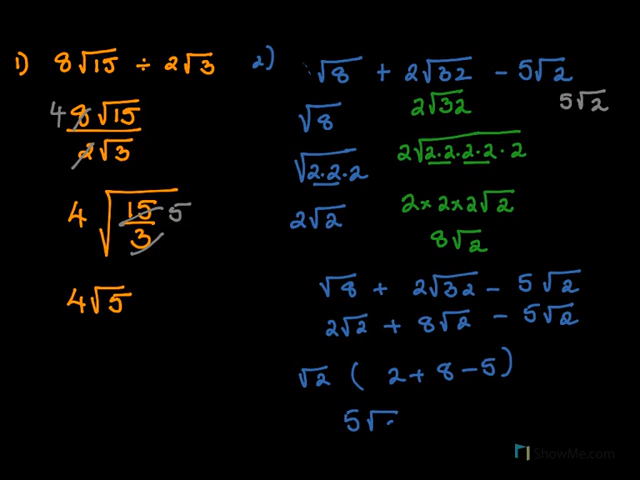 1) 8√15 ÷ 2√3
4 8√15
2√3
4 √15/3 5
4√5
2) √8 + 2√32 - 5√2
√8
√2·2·2
2√2
2√32
2√2·2·2·2·2
2×2×2√2
8√2
5√2
√8 + 2√32 - 5√2
2√2 + 8√2 - 5√2
√2 ( 2 + 8 - 5)
5√
ShowMe.com